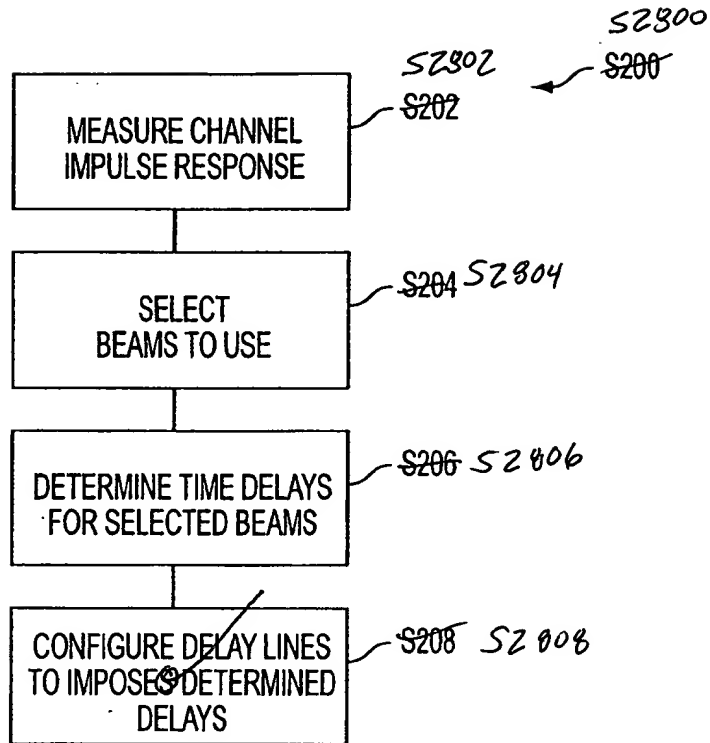 S2800
S200
S2802
S202
MEASURE CHANNEL
IMPULSE RESPONSE
S204 S2804
SELECT
BEAMS TO USE
S206 S2806
DETERMINE TIME DELAYS
FOR SELECTED BEAMS
S208 S2808
CONFIGURE DELAY LINES
TO IMPOSES DETERMINED
DELAYS